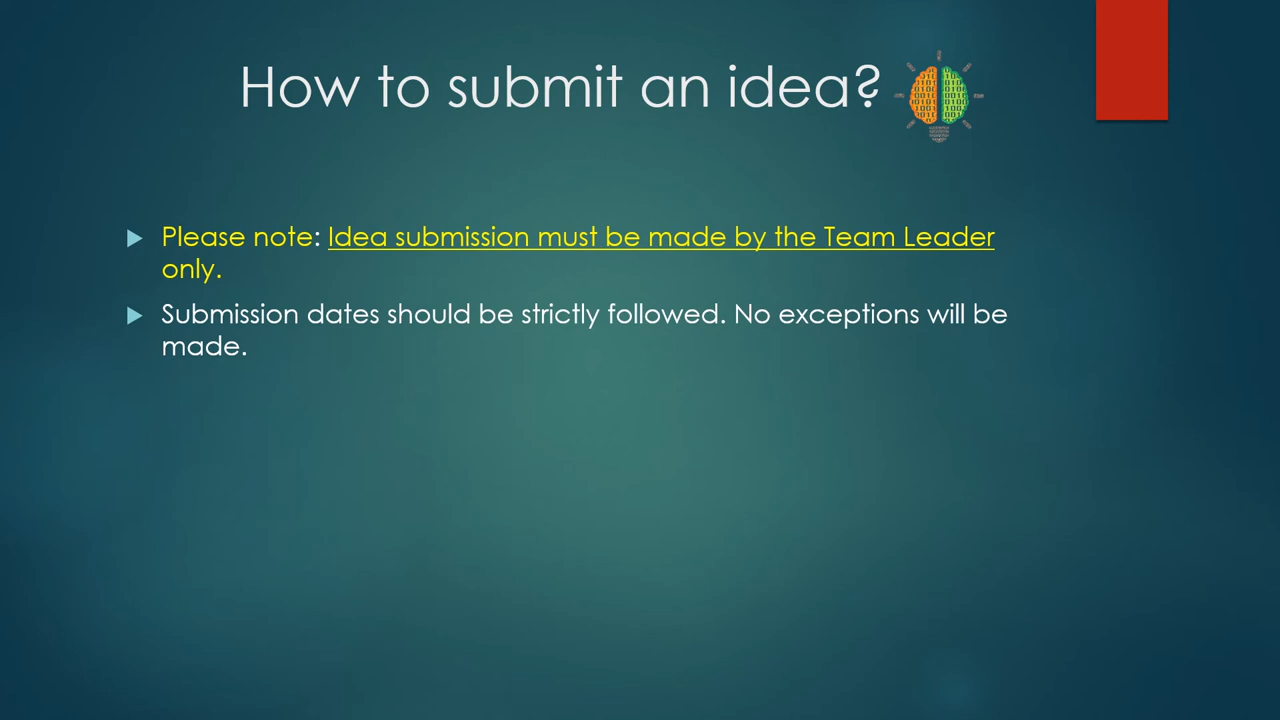 How to submit an idea?
Please note: Idea submission must be made by the Team Leader
only.
Submission dates should be strictly followed. No exceptions will be
made.